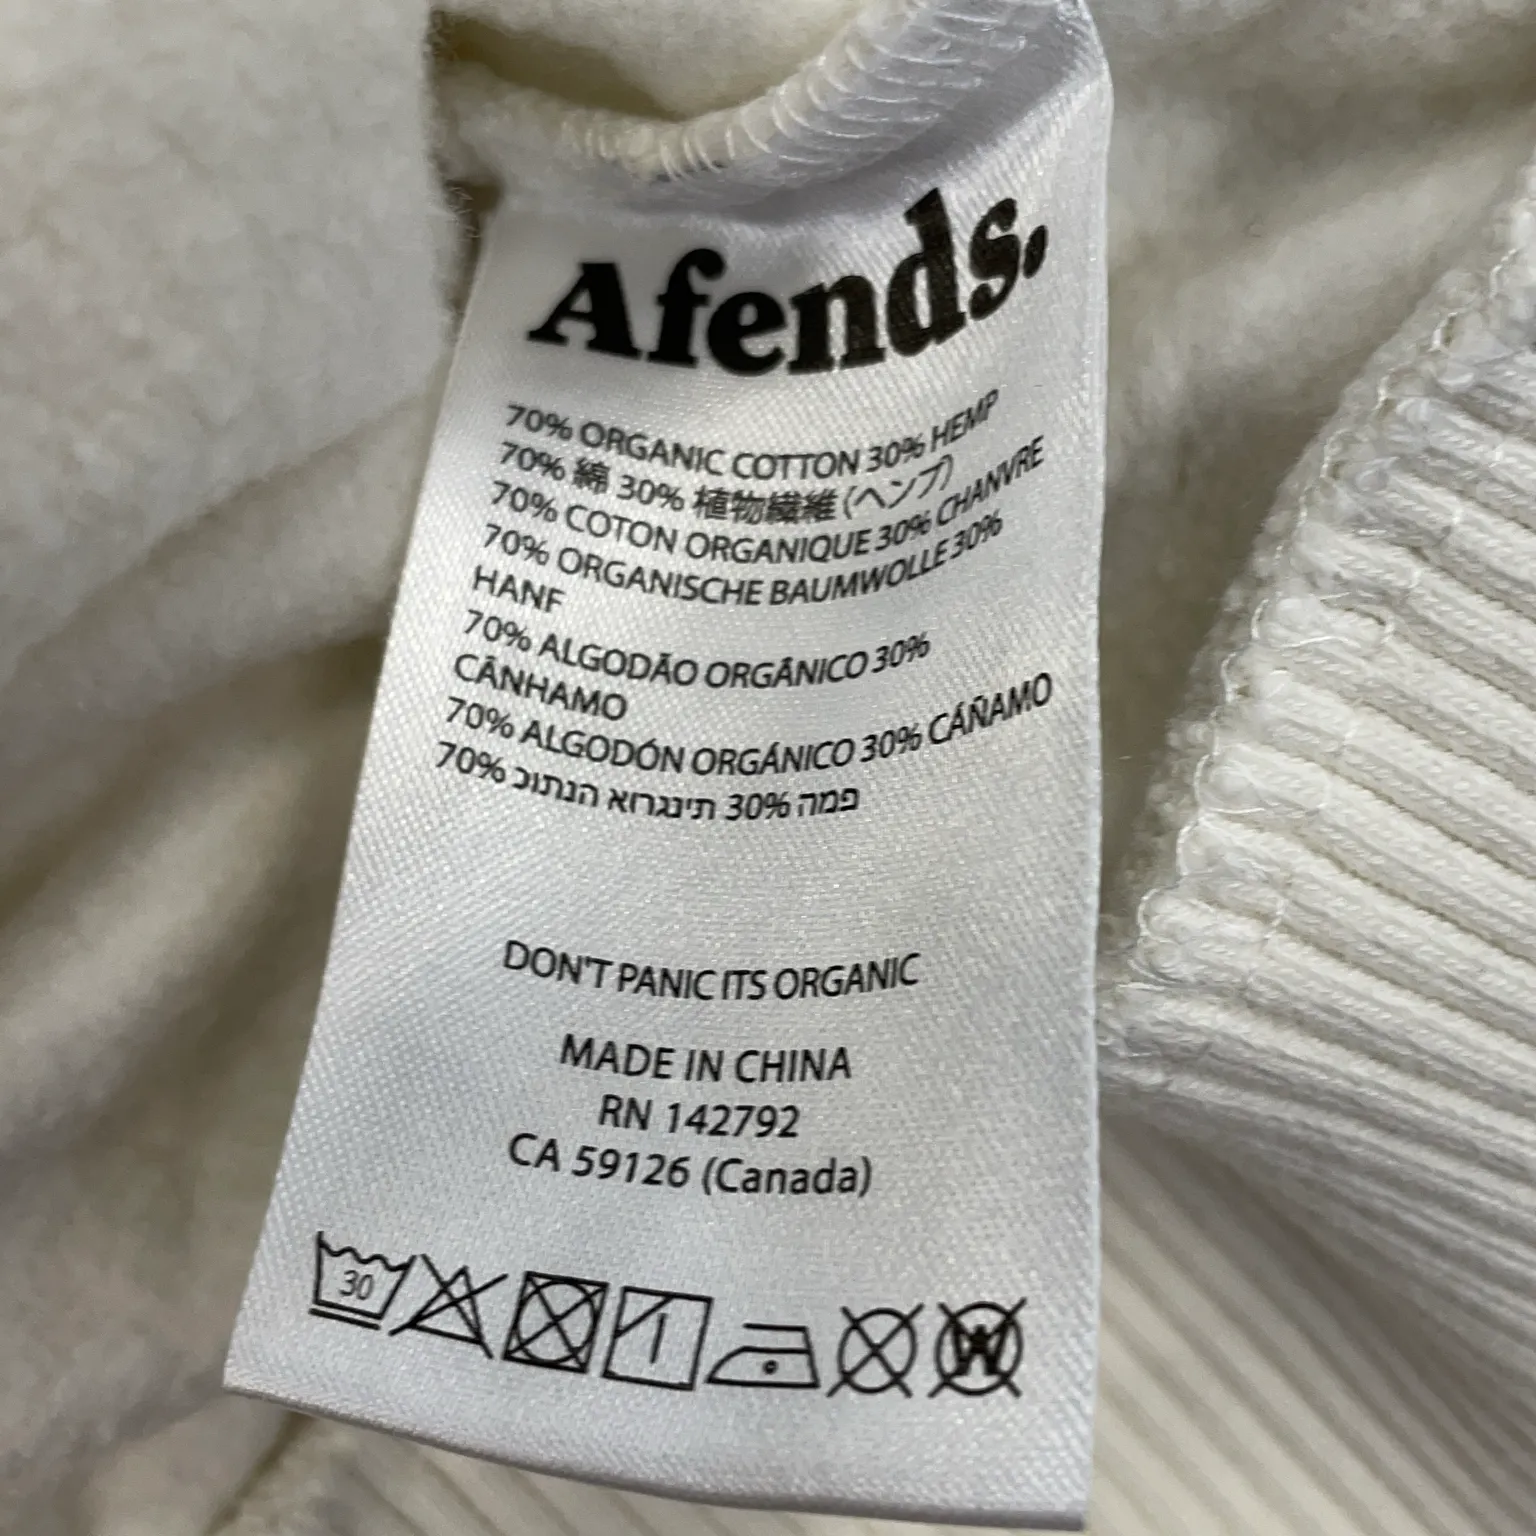 Afends.
70% ORGANIC COTTON 30% HEMP
70% 綿 30% 植物繊維 (ヘンプ)
70% COTON ORGANIQUE 30% CHANVRE
70% ORGANISCHE BAUMWOLLE 30%
HANF
70% ALGODÃO ORGÂNICO 30%
CÂNHAMO
70% ALGODÓN ORGÁNICO 30% CÁÑAMO
70% כותנה אורגנית 30% המפ
DON'T PANIC ITS ORGANIC
MADE IN CHINA
RN 142792
CA 59126 (Canada)
30
W